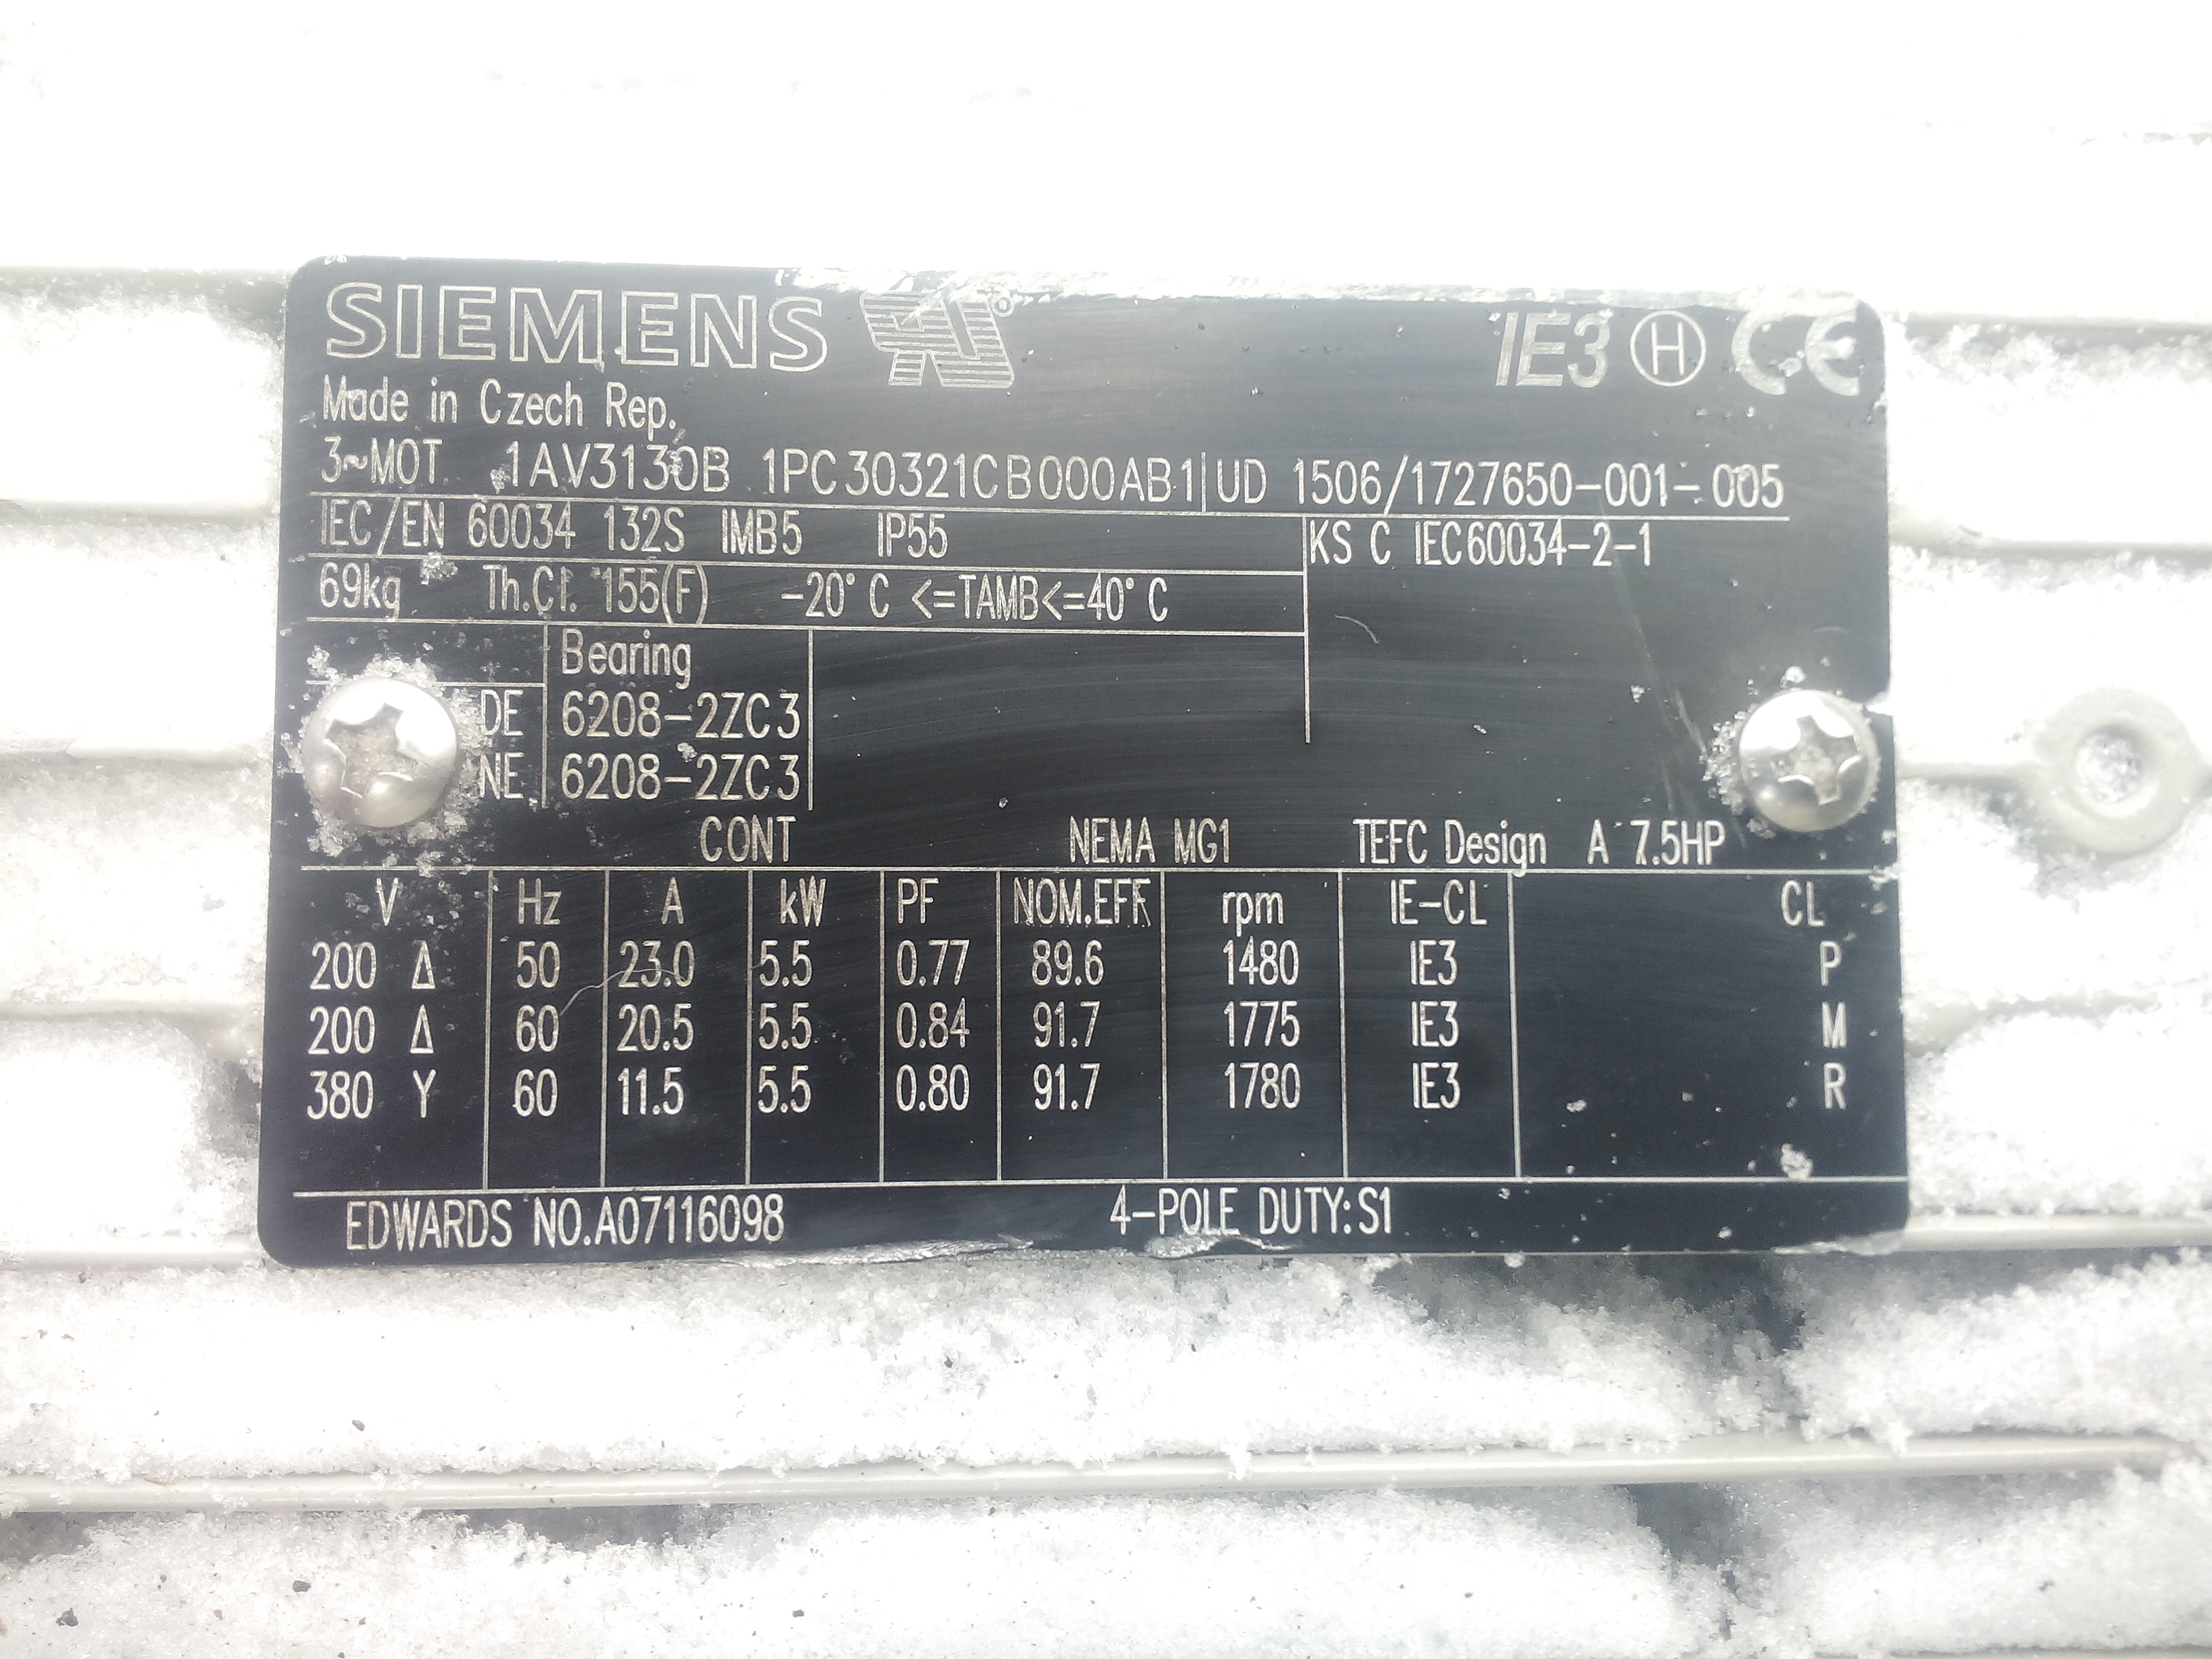 SIEMENS IE3 H CE
Made in Czech Rep.
3~MOT 1AV3130B 1PC30321CB000AB1 UD 1506/1727650-001-005
IEC/EN 60034 132S IMB5 IP55 KS C IEC60034-2-1
69kg Th.Cl. 155(F) -20°C <=TAMB<=40°C
Bearing
DE 6208-2ZC3
NE 6208-2ZC3
CONT NEMA MG1 TEFC Design A 7.5HP
V Hz A kW PF NOM.EFF rpm IE-CL CL
200 Δ 50 23.0 5.5 0.77 89.6 1480 IE3 P
200 Δ 60 20.5 5.5 0.84 91.7 1775 IE3 M
380 Y 60 11.5 5.5 0.80 91.7 1780 IE3 R
EDWARDS NO.A07116098 4-POLE DUTY:S1